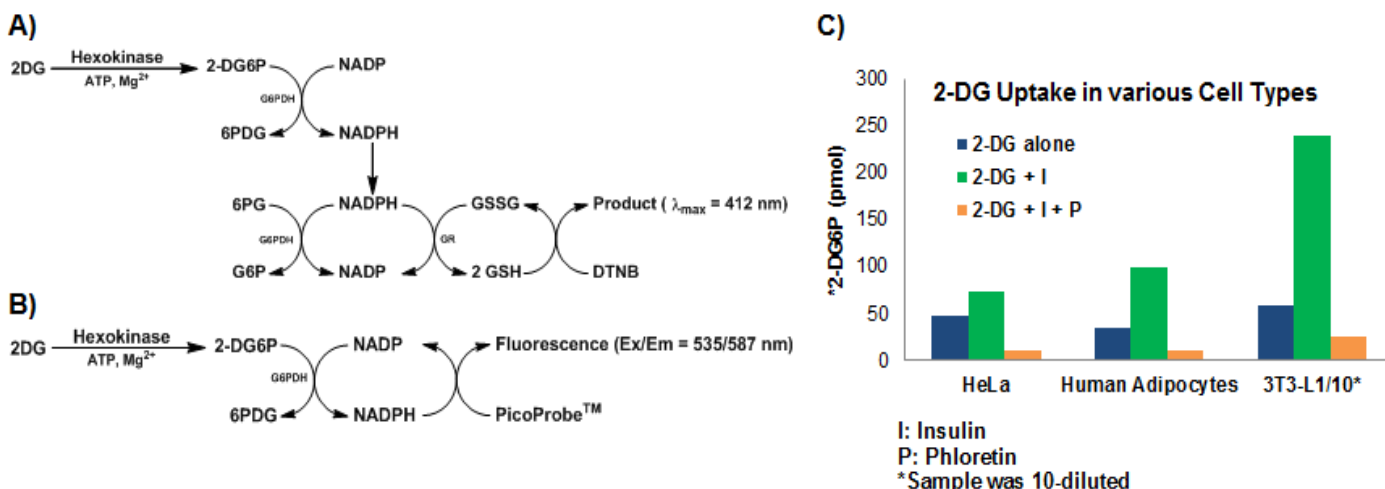 A)
2DG Hexokinase ATP, Mg2+ 2-DG6P NADP
G6PDH
6PDG NADPH
6PG NADPH GSSG Product ( λmax = 412 nm)
G6PDH GR
G6P NADP 2 GSH DTNB
B)
2DG Hexokinase ATP, Mg2+ 2-DG6P NADP Fluorescence (Ex/Em = 535/587 nm)
G6PDH
6PDG NADPH PicoProbe™
C)
2-DG Uptake in various Cell Types
2-DG alone
2-DG + I
2-DG + I + P
*2-DG6P (pmol)
300
250
200
150
100
50
0
HeLa Human Adipocytes 3T3-L1/10*
I: Insulin
P: Phloretin
*Sample was 10-diluted